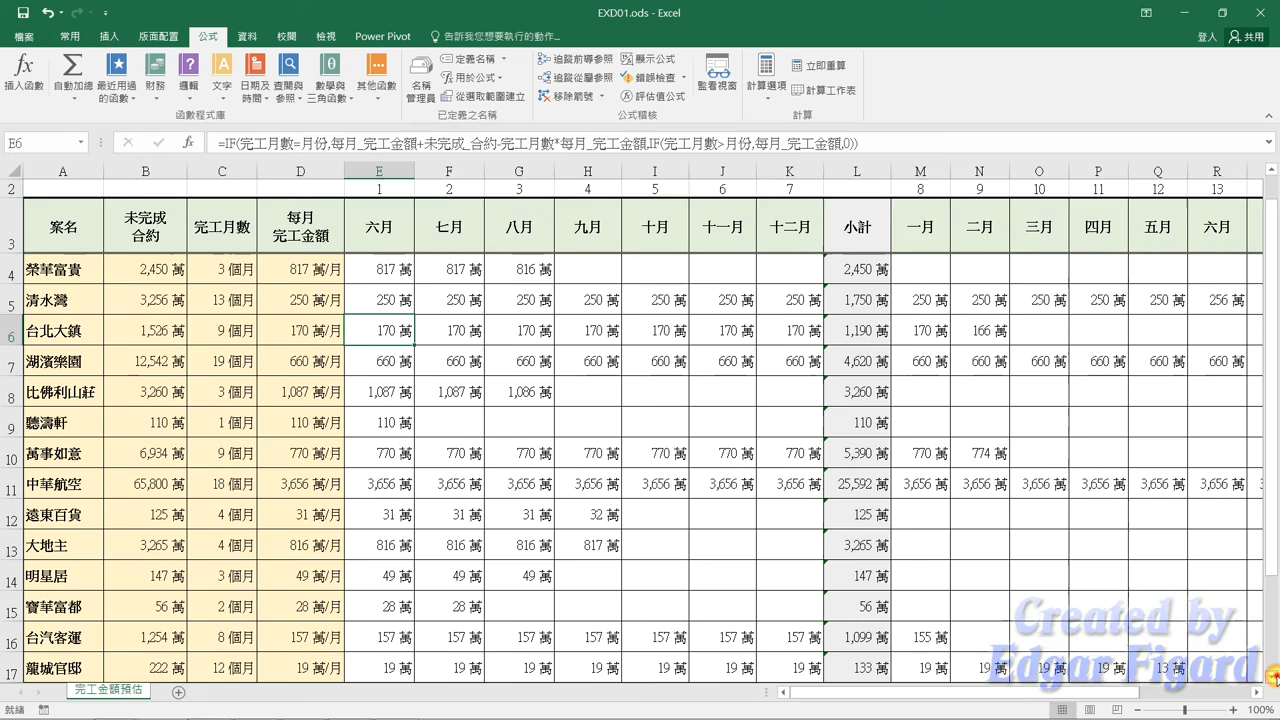 EXD01.ods - Excel
檔案 常用 插入 版面配置 公式 資料 校閱 檢視 Power Pivot 告訴我您想要執行的動作... 登入 共用
插入函數 自動加總 最近用過的函數 財務 邏輯 文字 日期及時間 查閱與參照 數學與三角函數 其他函數 名稱管理員 定義名稱 用於公式 從選取範圍建立 追蹤前導參照 追蹤從屬參照 移除箭號 顯示公式 錯誤檢查 評估值公式 監看視窗 計算選項 立即重算 計算工作表
函數程式庫 已定義之名稱 公式稽核 計算
E6 fx =IF(完工月數=月份,每月_完工金額+未完成_合約-完工月數*每月_完工金額,IF(完工月數>月份,每月_完工金額,0))
A B C D E F G H I J K L M N O P Q R
2 1 2 3 4 5 6 7 8 9 10 11 12 13
3 案名 未完成合約 完工月數 每月完工金額 六月 七月 八月 九月 十月 十一月 十二月 小計 一月 二月 三月 四月 五月 六月
4 榮華富貴 2,450 萬 3 個月 817 萬/月 817 萬 817 萬 816 萬 2,450 萬
5 清水灣 3,256 萬 13 個月 250 萬/月 250 萬 250 萬 250 萬 250 萬 250 萬 250 萬 250 萬 1,750 萬 250 萬 250 萬 250 萬 250 萬 250 萬 256 萬
6 台北大鎮 1,526 萬 9 個月 170 萬/月 170 萬 170 萬 170 萬 170 萬 170 萬 170 萬 170 萬 1,190 萬 170 萬 166 萬
7 湖濱樂園 12,542 萬 19 個月 660 萬/月 660 萬 660 萬 660 萬 660 萬 660 萬 660 萬 660 萬 4,620 萬 660 萬 660 萬 660 萬 660 萬 660 萬 660 萬
8 比佛利山莊 3,260 萬 3 個月 1,087 萬/月 1,087 萬 1,087 萬 1,086 萬 3,260 萬
9 聽濤軒 110 萬 1 個月 110 萬/月 110 萬 110 萬
10 萬事如意 6,934 萬 9 個月 770 萬/月 770 萬 770 萬 770 萬 770 萬 770 萬 770 萬 770 萬 5,390 萬 770 萬 774 萬
11 中華航空 65,800 萬 18 個月 3,656 萬/月 3,656 萬 3,656 萬 3,656 萬 3,656 萬 3,656 萬 3,656 萬 3,656 萬 25,592 萬 3,656 萬 3,656 萬 3,656 萬 3,656 萬 3,656 萬 3,656 萬
12 遠東百貨 125 萬 4 個月 31 萬/月 31 萬 31 萬 31 萬 32 萬 125 萬
13 大地主 3,265 萬 4 個月 816 萬/月 816 萬 816 萬 816 萬 817 萬 3,265 萬
14 明星居 147 萬 3 個月 49 萬/月 49 萬 49 萬 49 萬 147 萬
15 寶華富都 56 萬 2 個月 28 萬/月 28 萬 28 萬 56 萬
16 台汽客運 1,254 萬 8 個月 157 萬/月 157 萬 157 萬 157 萬 157 萬 157 萬 157 萬 157 萬 1,099 萬 155 萬
17 龍城官邸 222 萬 12 個月 19 萬/月 19 萬 19 萬 19 萬 19 萬 19 萬 19 萬 19 萬 133 萬 19 萬 19 萬 19 萬 19 萬 13 萬
Created by
Edgar Figard
完工金額預估
就緒 100%